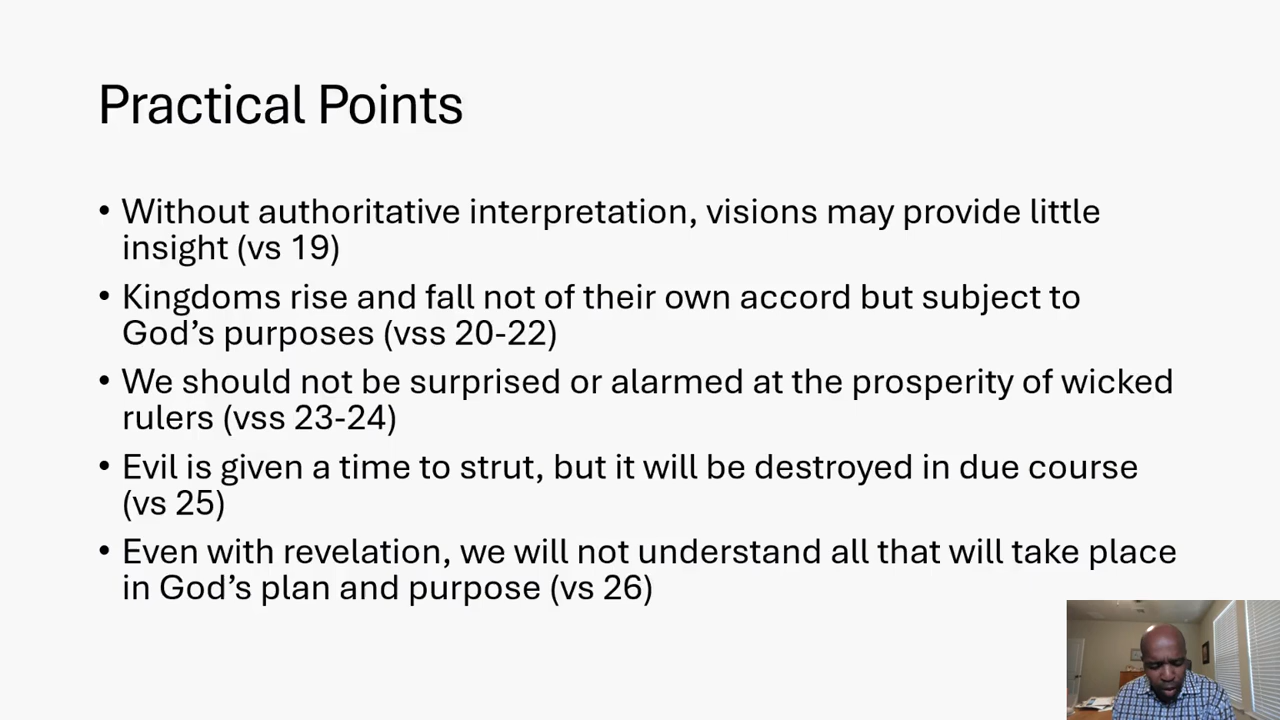 Practical Points
• Without authoritative interpretation, visions may provide little
insight (vs 19)
• Kingdoms rise and fall not of their own accord but subject to
God’s purposes (vss 20-22)
• We should not be surprised or alarmed at the prosperity of wicked
rulers (vss 23-24)
• Evil is given a time to strut, but it will be destroyed in due course
(vs 25)
• Even with revelation, we will not understand all that will take place
in God’s plan and purpose (vs 26)